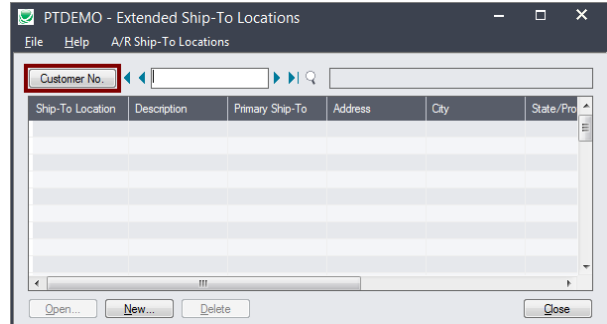 PTDEMO - Extended Ship-To Locations
File Help A/R Ship-To Locations
Customer No.
Ship-To Location Description Primary Ship-To Address City State/Pro
Open... New... Delete Close